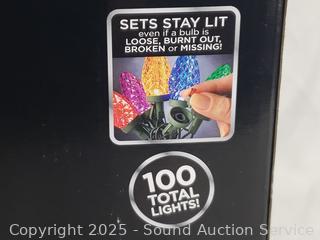 SETS STAY LIT
even if a bulb is
LOOSE, BURNT OUT,
BROKEN or MISSING!
100
TOTAL
LIGHTS!
Copyright © 2025 - Sound Auction Service